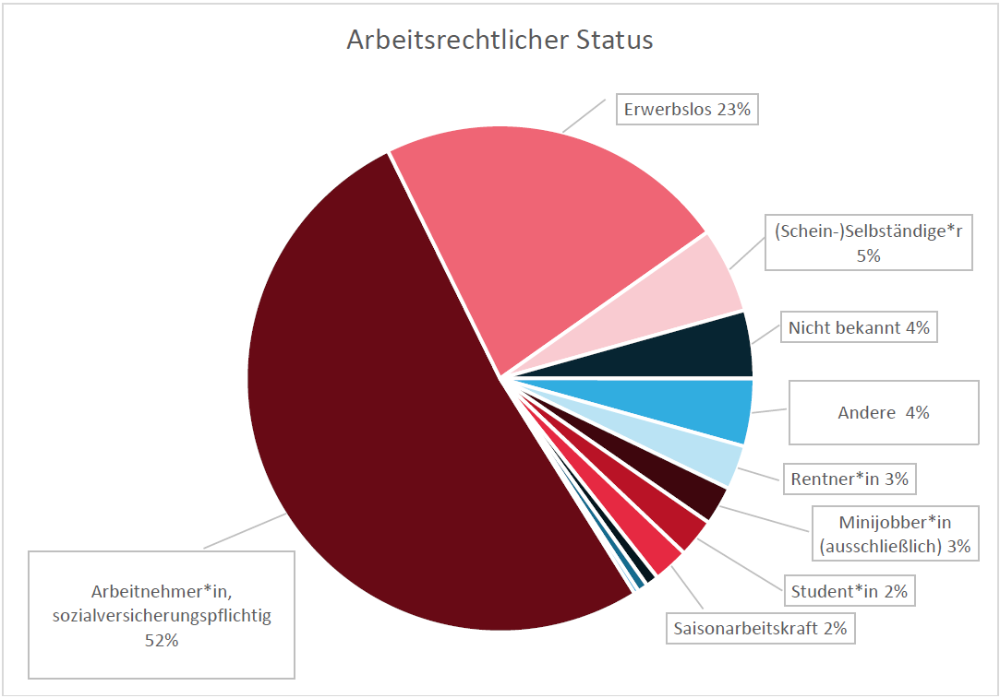 Arbeitsrechtlicher Status
Erwerbslos 23%
(Schein-)Selbständige*r
5%
Nicht bekannt 4%
Andere  4%
Rentner*in 3%
Minijobber*in
(ausschließlich) 3%
Student*in 2%
Saisonarbeitskraft 2%
Arbeitnehmer*in,
sozialversicherungspflichtig
52%